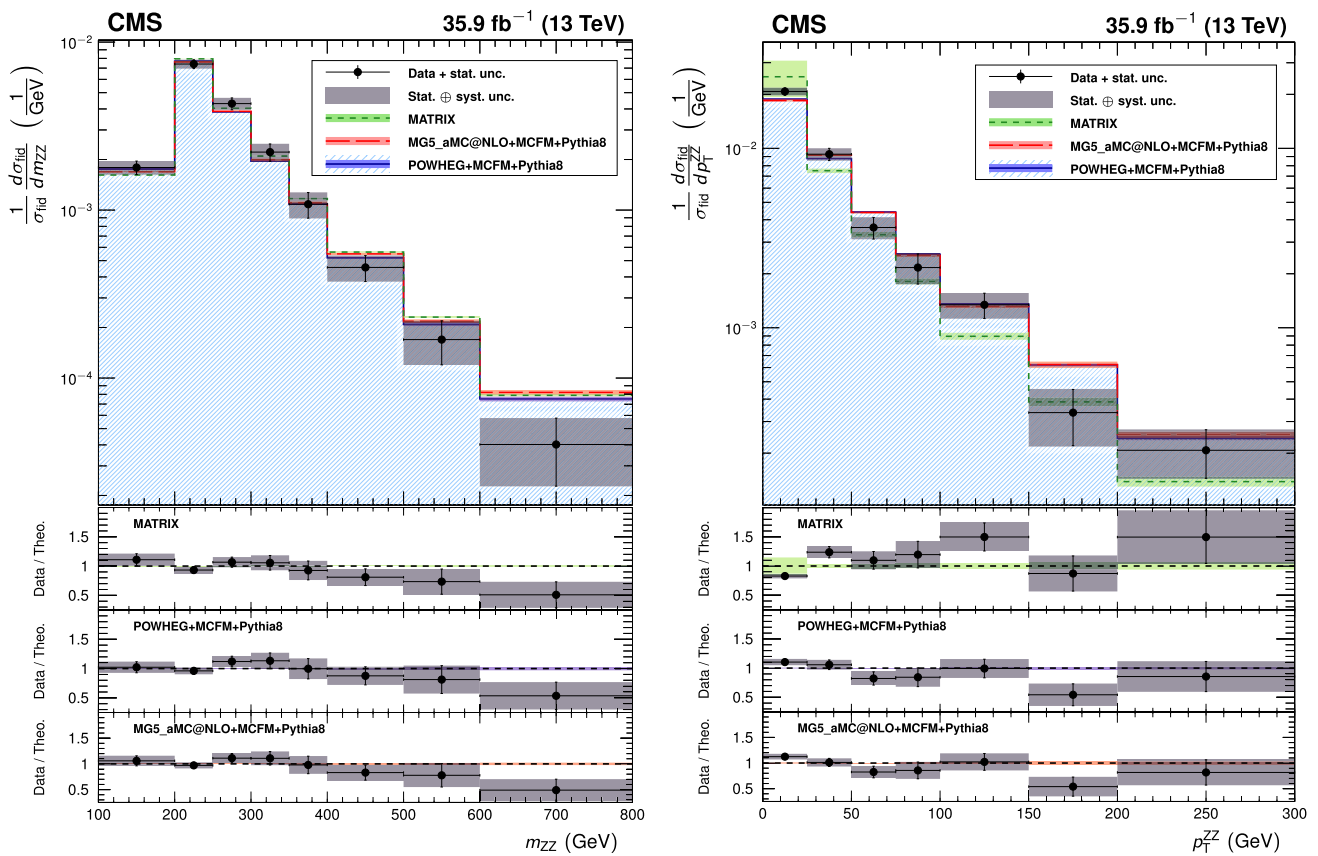 CMS 35.9 fb⁻¹ (13 TeV)
10⁻²
10⁻³
10⁻⁴
1/σ_fid dσ_fid/dm_ZZ (1/GeV)
Data + stat. unc.
Stat. ⊕ syst. unc.
MATRIX
MG5_aMC@NLO+MCFM+Pythia8
POWHEG+MCFM+Pythia8
MATRIX
Data / Theo.
1.5
1
0.5
POWHEG+MCFM+Pythia8
Data / Theo.
1.5
1
0.5
MG5_aMC@NLO+MCFM+Pythia8
Data / Theo.
1.5
1
0.5
100 200 300 400 500 600 700 800
m_ZZ (GeV)
CMS 35.9 fb⁻¹ (13 TeV)
10⁻²
10⁻³
1/σ_fid dσ_fid/dp_T^ZZ (1/GeV)
Data + stat. unc.
Stat. ⊕ syst. unc.
MATRIX
MG5_aMC@NLO+MCFM+Pythia8
POWHEG+MCFM+Pythia8
MATRIX
Data / Theo.
1.5
1
0.5
POWHEG+MCFM+Pythia8
Data / Theo.
1.5
1
0.5
MG5_aMC@NLO+MCFM+Pythia8
Data / Theo.
1.5
1
0.5
0 50 100 150 200 250 300
p_T^ZZ (GeV)